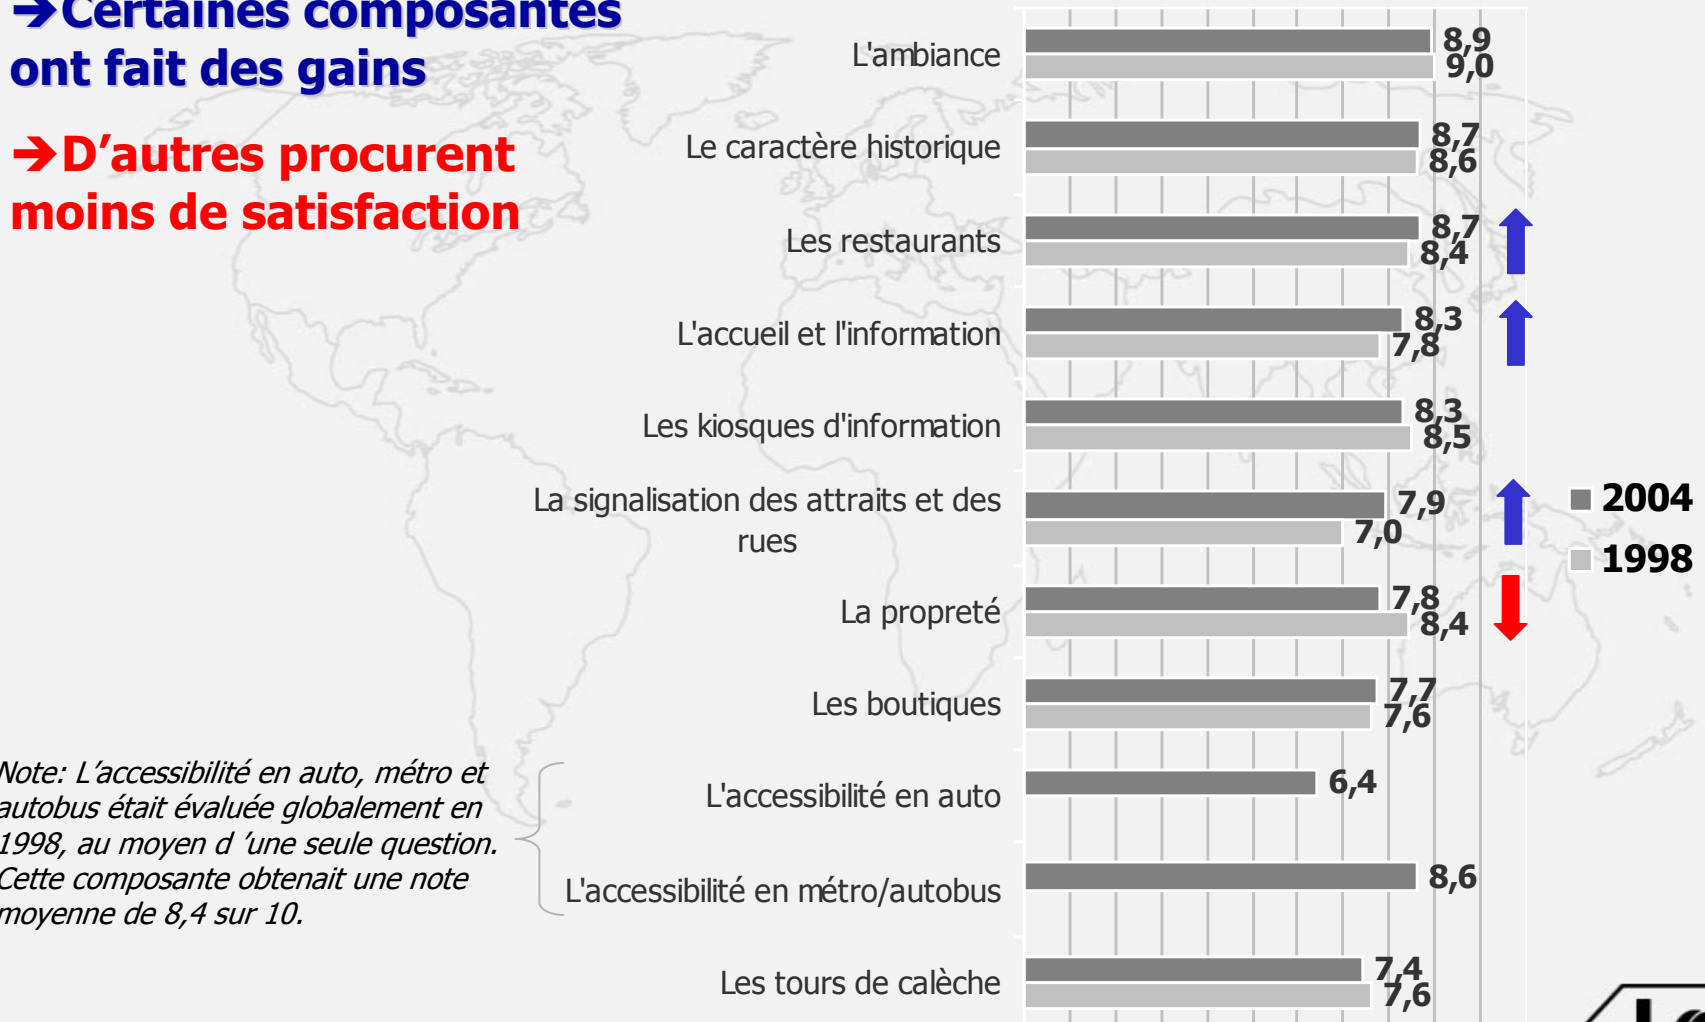 ➔Certaines composantes
ont fait des gains
➔D’autres procurent
moins de satisfaction
L'ambiance
8,9
9,0
Le caractère historique
8,7
8,6
Les restaurants
8,7
8,4
L'accueil et l'information
8,3
7,8
Les kiosques d'information
8,3
8,5
La signalisation des attraits et des
rues
7,9
7,0
La propreté
7,8
8,4
Les boutiques
7,7
7,6
L'accessibilité en auto
6,4
L'accessibilité en métro/autobus
8,6
Les tours de calèche
7,4
7,6
2004
1998
Note: L’accessibilité en auto, métro et
autobus était évaluée globalement en
1998, au moyen d ’une seule question.
Cette composante obtenait une note
moyenne de 8,4 sur 10.